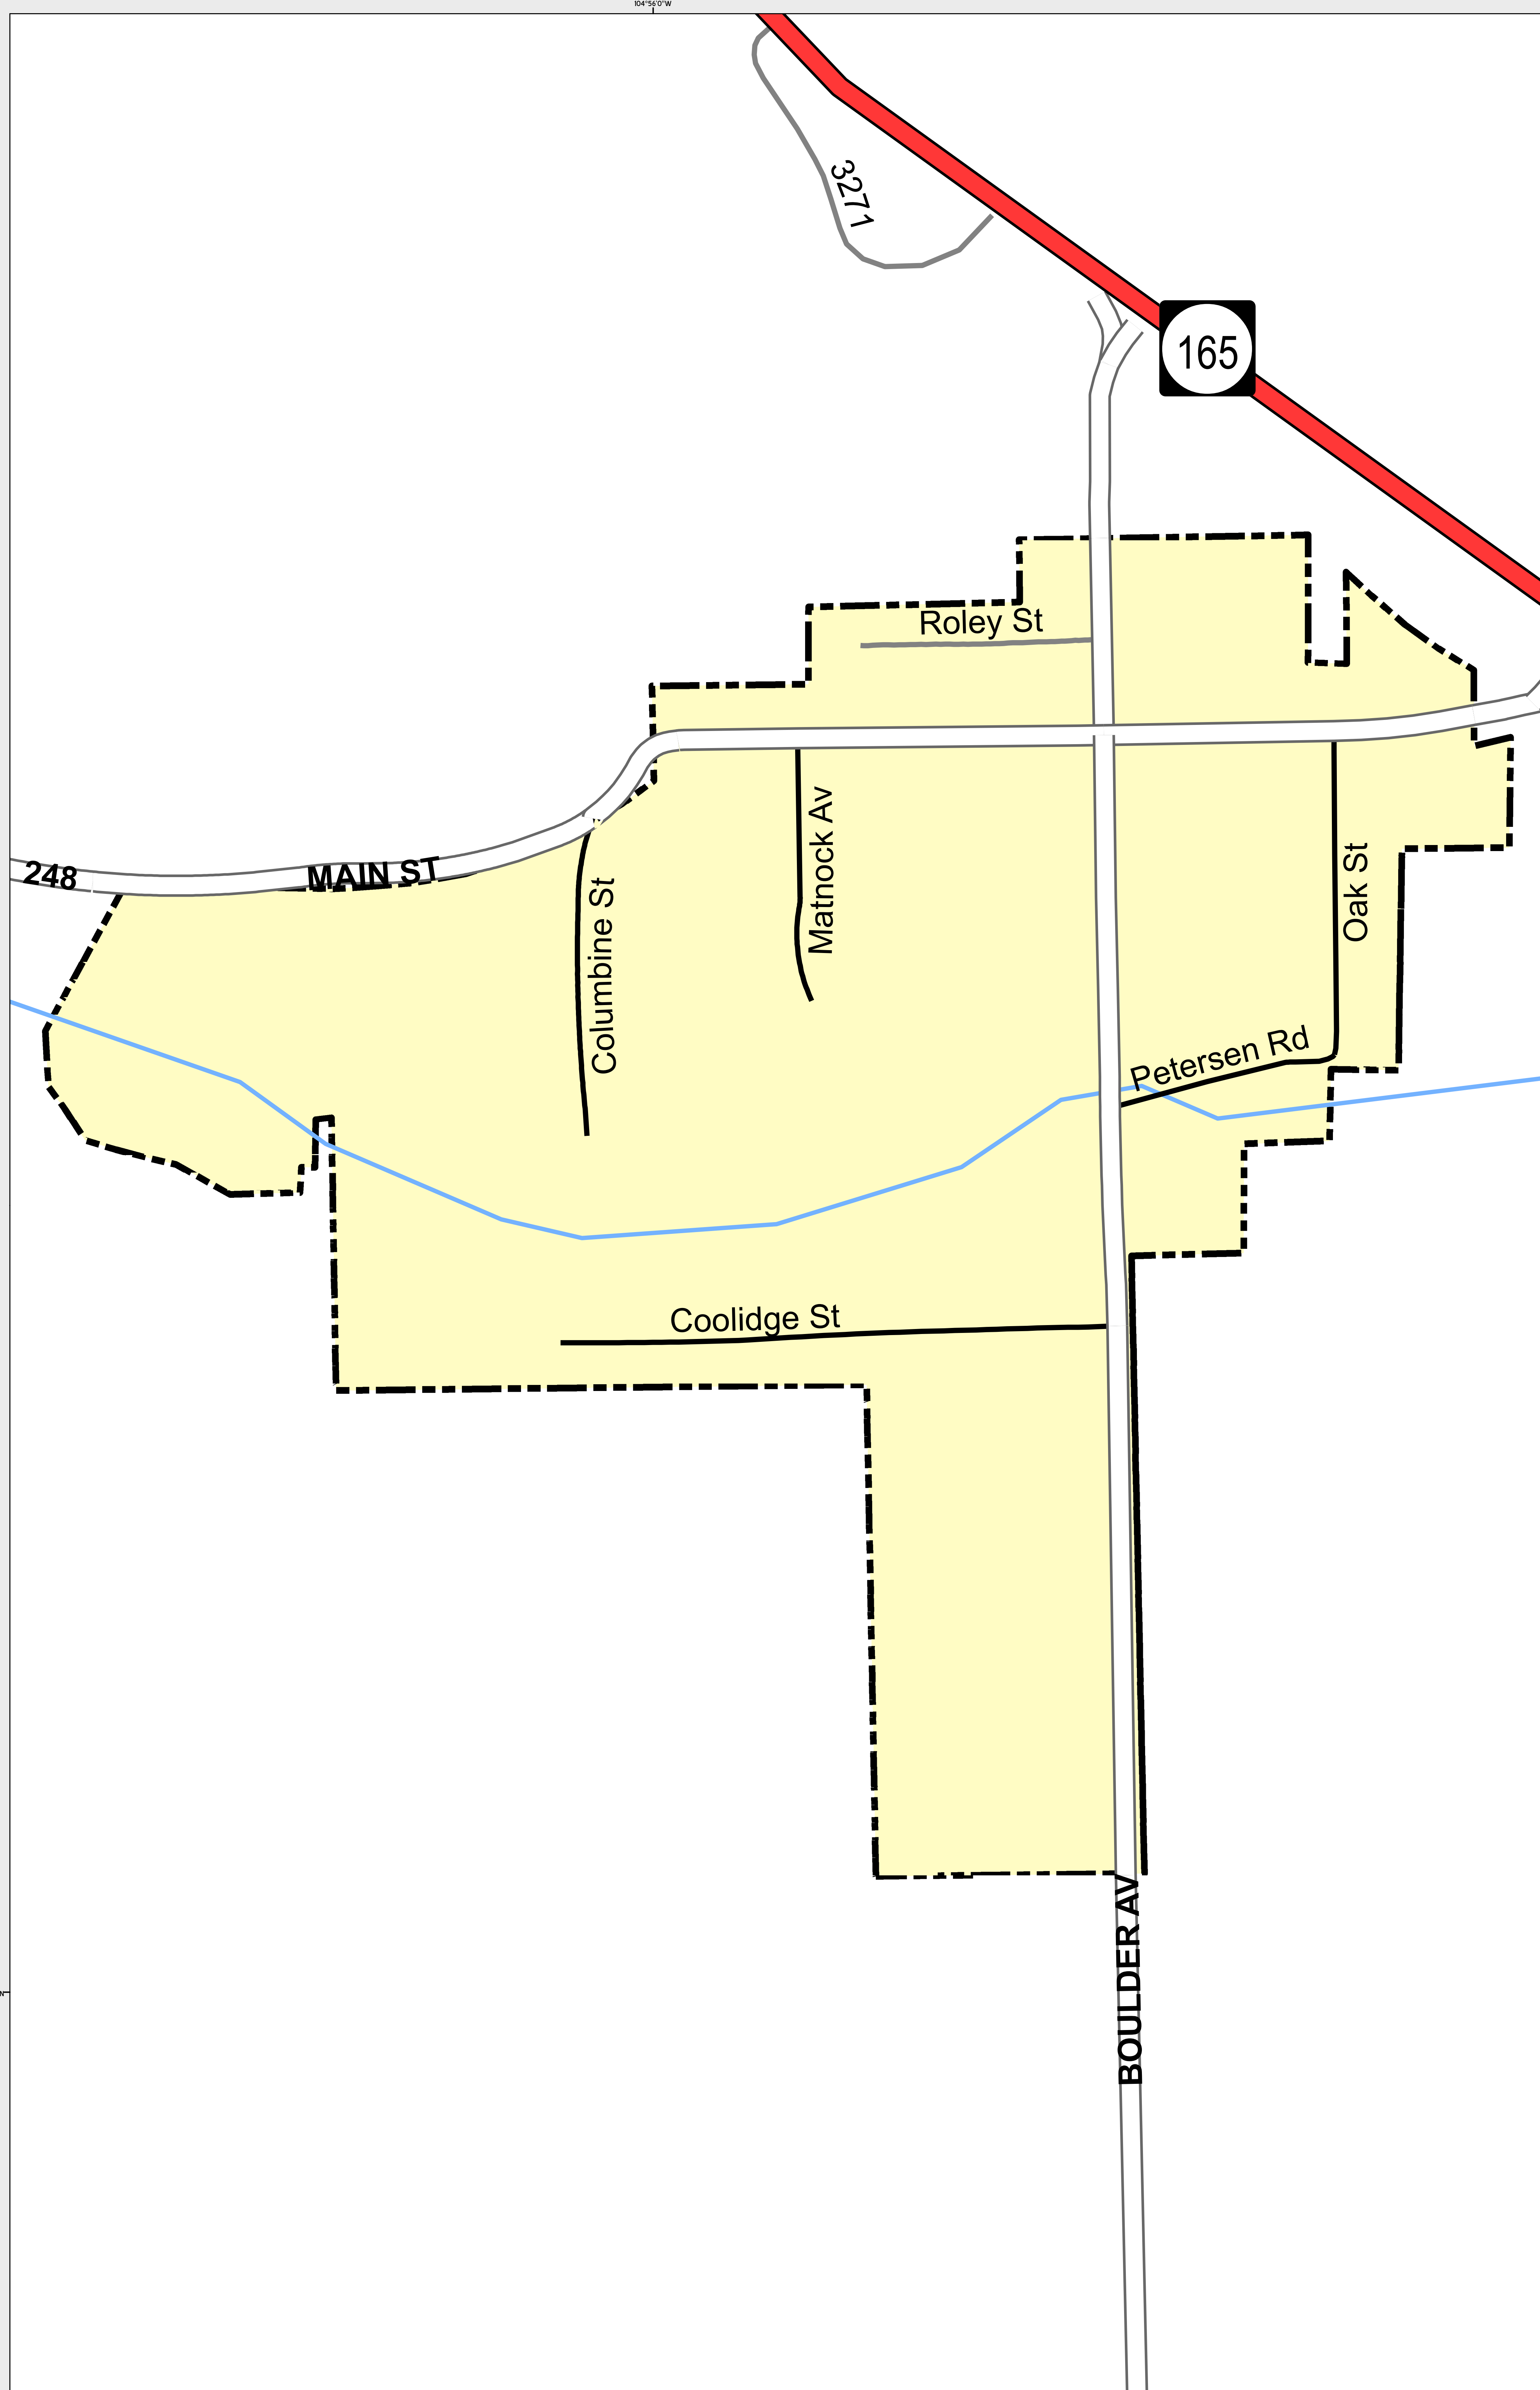 104°56'0"W
3271
165
Roley St
248
MAIN ST
Columbine St
Matnock Av
Oak St
Petersen Rd
Coolidge St
BOULDER AV